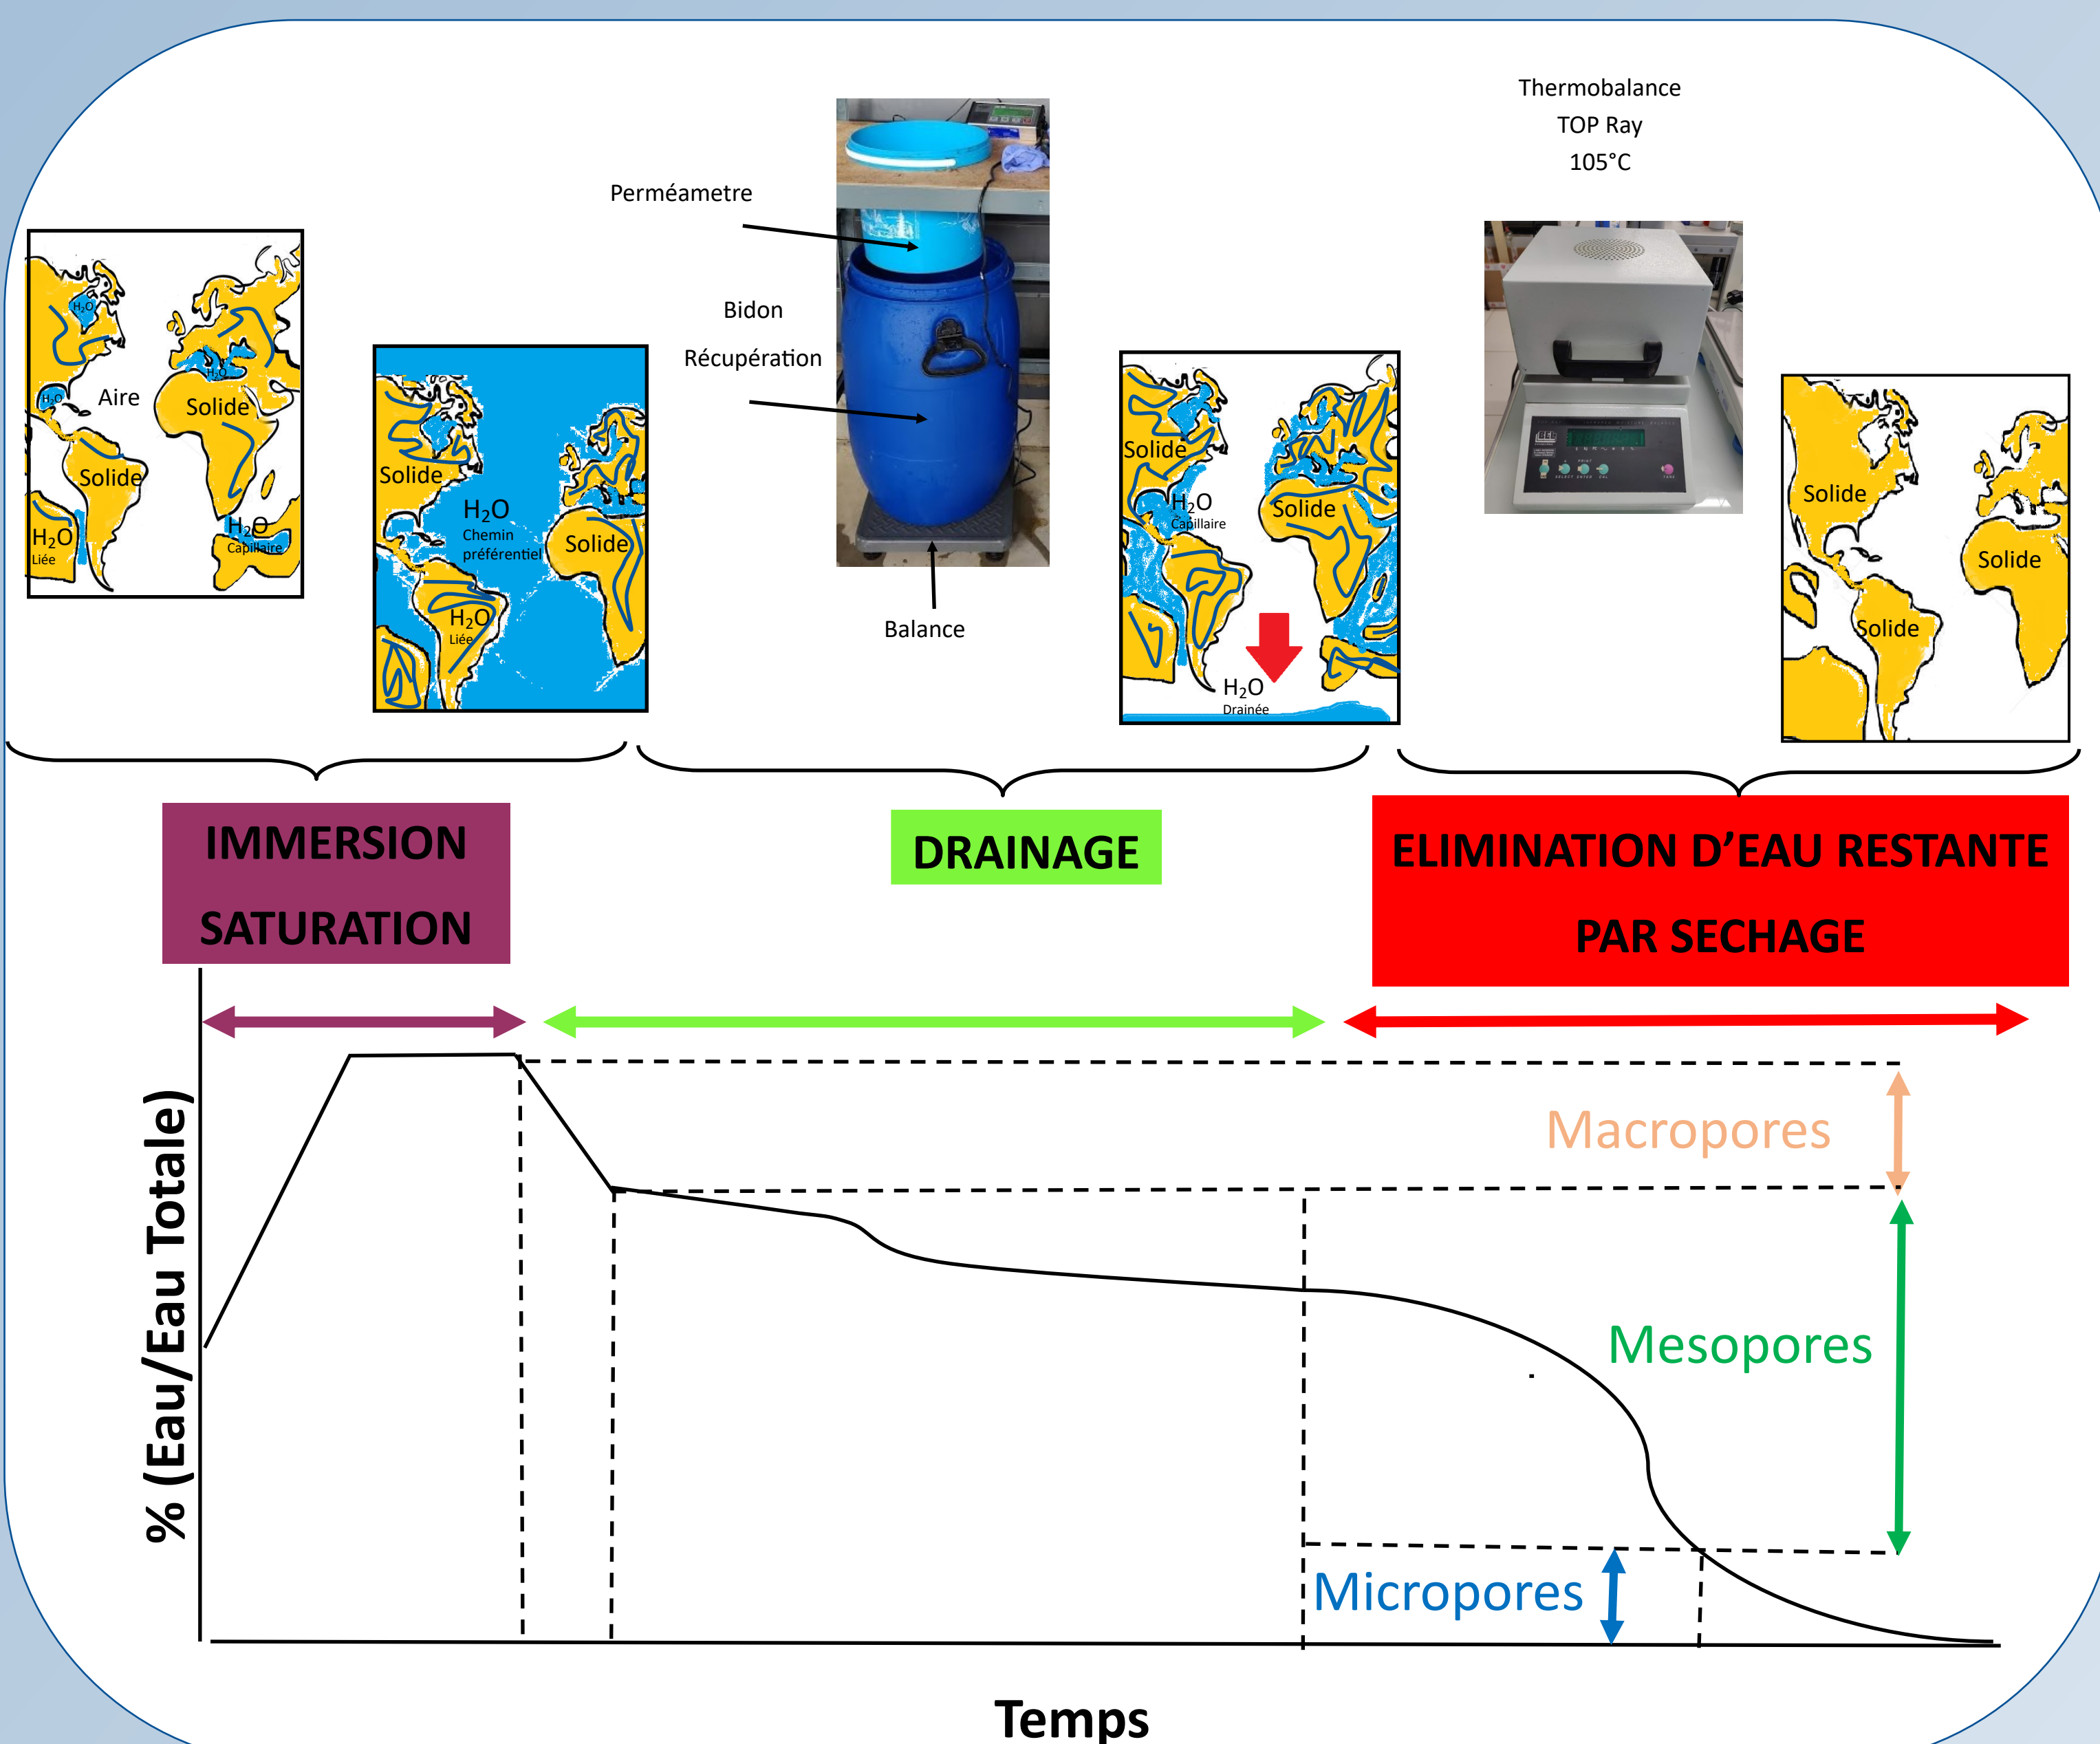 Thermobalance
TOP Ray
105°C
Perméametre
Bidon
Récupération
Balance
H₂O
H₂O
H₂O
Aire
Solide
Solide
H₂O
Liée
H₂O
Capillaire
Solide
H₂O
Chemin
préférentiel
Solide
H₂O
Liée
Solide
H₂O
Capillaire
Solide
H₂O
Drainée
Solide
Solide
Solide
IMMERSION
SATURATION
DRAINAGE
ELIMINATION D’EAU RESTANTE
PAR SECHAGE
% (Eau/Eau Totale)
Macropores
Mesopores
Micropores
Temps